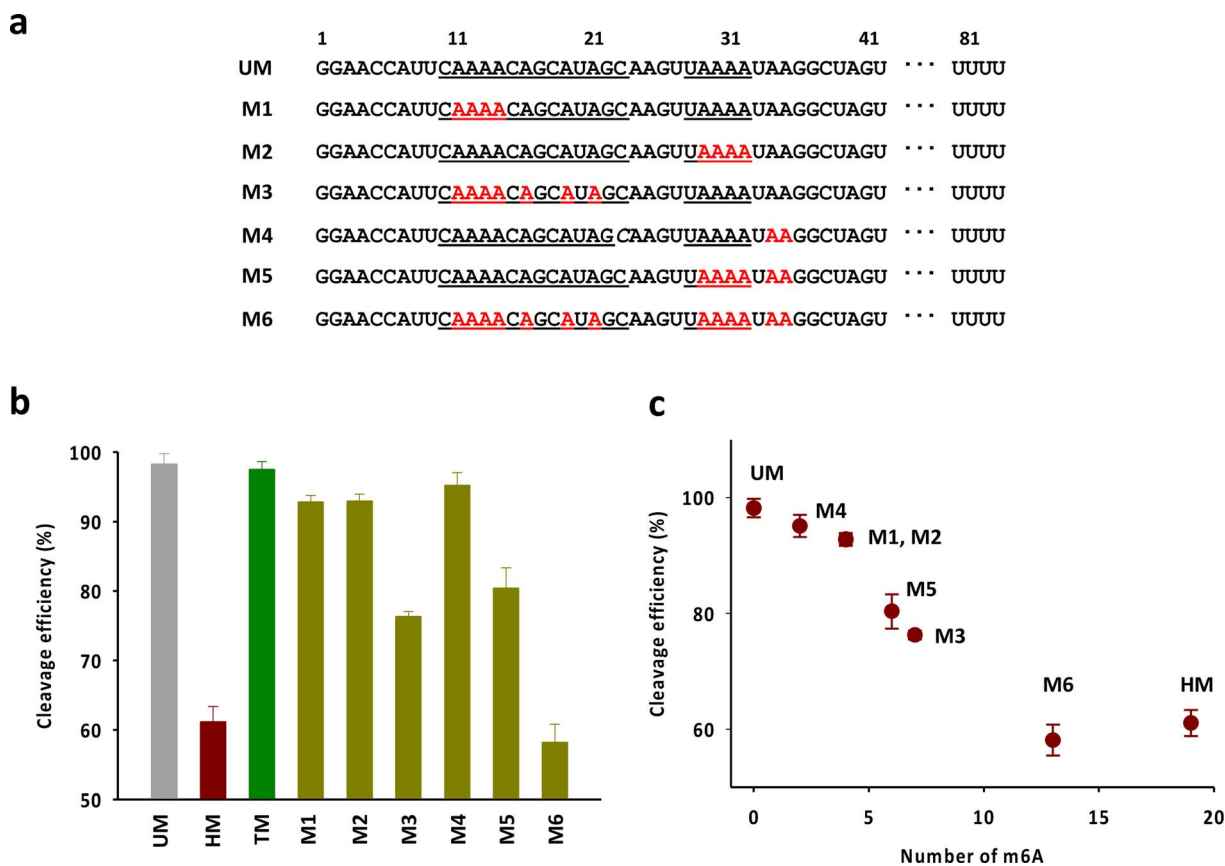 a
1 11 21 31 41 81
UM GGAACCAUUCAAAACAGCAUAGCAAGUUAAAAUAAGGCUAGU ··· UUUU
M1 GGAACCAUUCAAAACAGCAUAGCAAGUUAAAAUAAGGCUAGU ··· UUUU
M2 GGAACCAUUCAAAACAGCAUAGCAAGUUAAAAUAAGGCUAGU ··· UUUU
M3 GGAACCAUUCAAAACAGCAUAGCAAGUUAAAAUAAGGCUAGU ··· UUUU
M4 GGAACCAUUCAAAACAGCAUAGCAAGUUAAAAUAAGGCUAGU ··· UUUU
M5 GGAACCAUUCAAAACAGCAUAGCAAGUUAAAAUAAGGCUAGU ··· UUUU
M6 GGAACCAUUCAAAACAGCAUAGCAAGUUAAAAUAAGGCUAGU ··· UUUU
b
Cleavage efficiency (%)
100
90
80
70
60
50
UM HM TM M1 M2 M3 M4 M5 M6
c
Cleavage efficiency (%)
100
80
60
UM
M4
M1, M2
M5
M3
M6
HM
0 5 10 15 20
Number of m6A